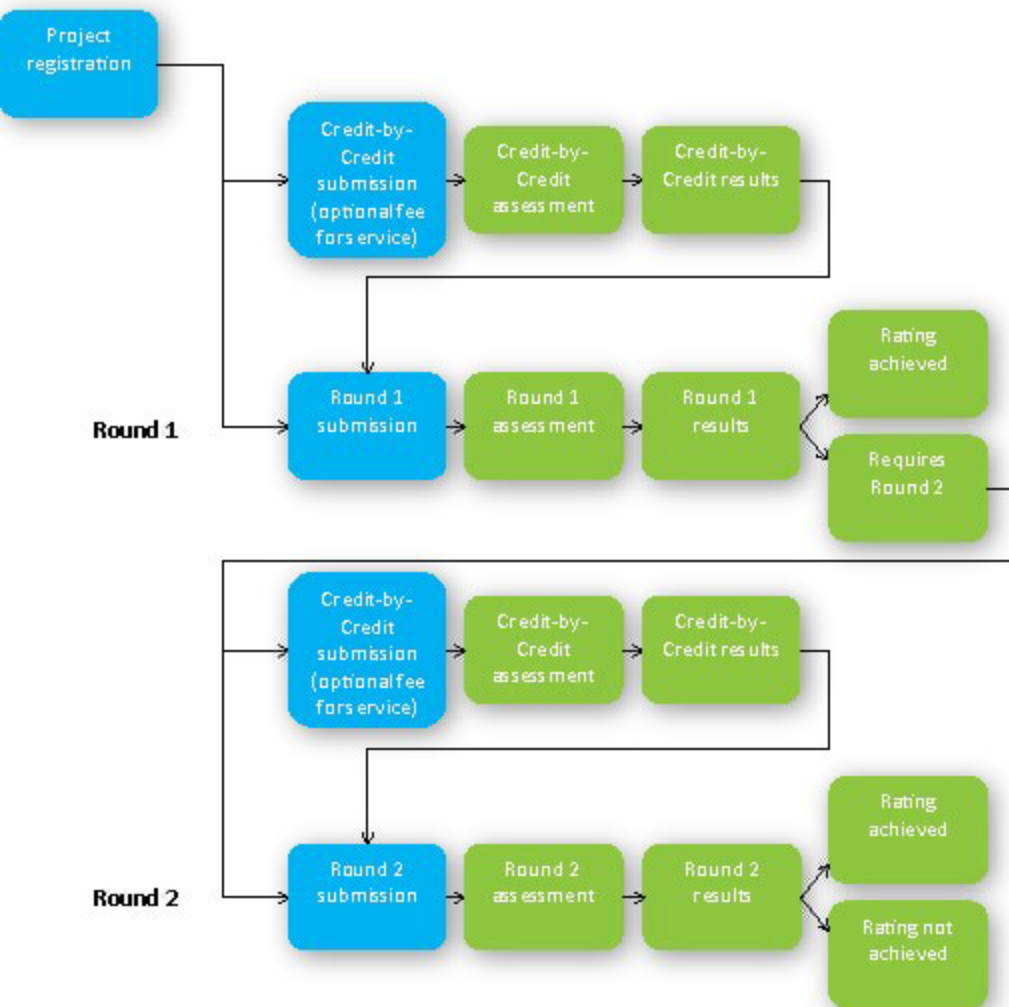 Project
registration
Credit-by-
Credit
submission
(optional fee
for service)
Credit-by-
Credit
assessment
Credit-by-
Credit results
Round 1
Round 1
submission
Round 1
assessment
Round 1
results
Rating
achieved
Requires
Round 2
Credit-by-
Credit
submission
(optional fee
for service)
Credit-by-
Credit
assessment
Credit-by-
Credit results
Round 2
Round 2
submission
Round 2
assessment
Round 2
results
Rating
achieved
Rating not
achieved